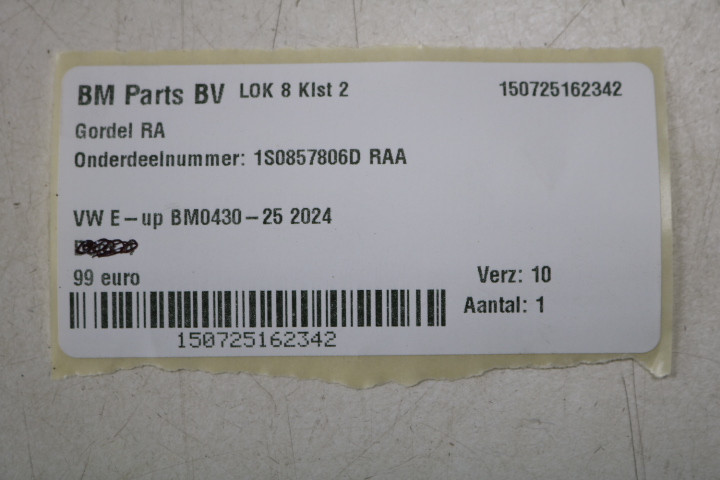 BM Parts BV LOK 8 Klst 2 150725162342
Gordel RA
Onderdeelnummer: 1S0857806D RAA
VW E-up BM0430-25 2024
99 euro Verz: 10
Aantal: 1
150725162342